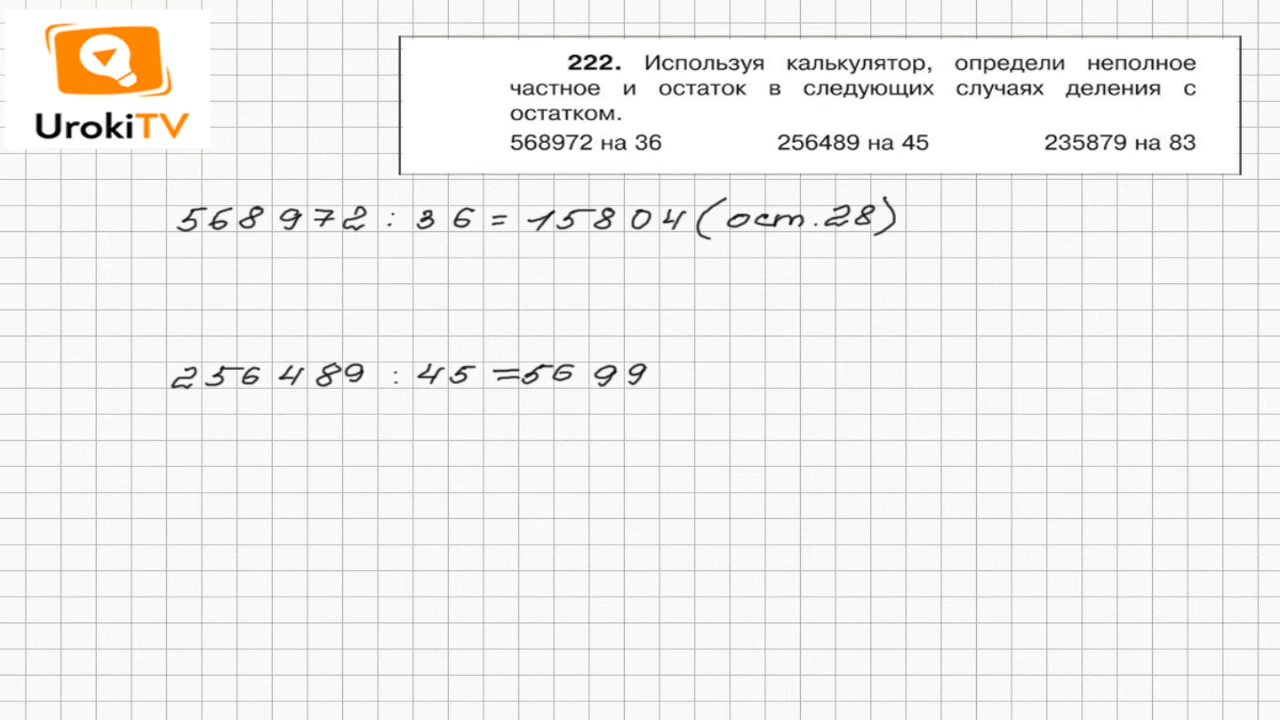 UrokiTV
222. Используя калькулятор, определи неполное
частное и остаток в следующих случаях деления с
остатком.
568972 на 36 256489 на 45 235879 на 83
568972 : 36 = 15804 (ост. 28)
256489 : 45 = 5699